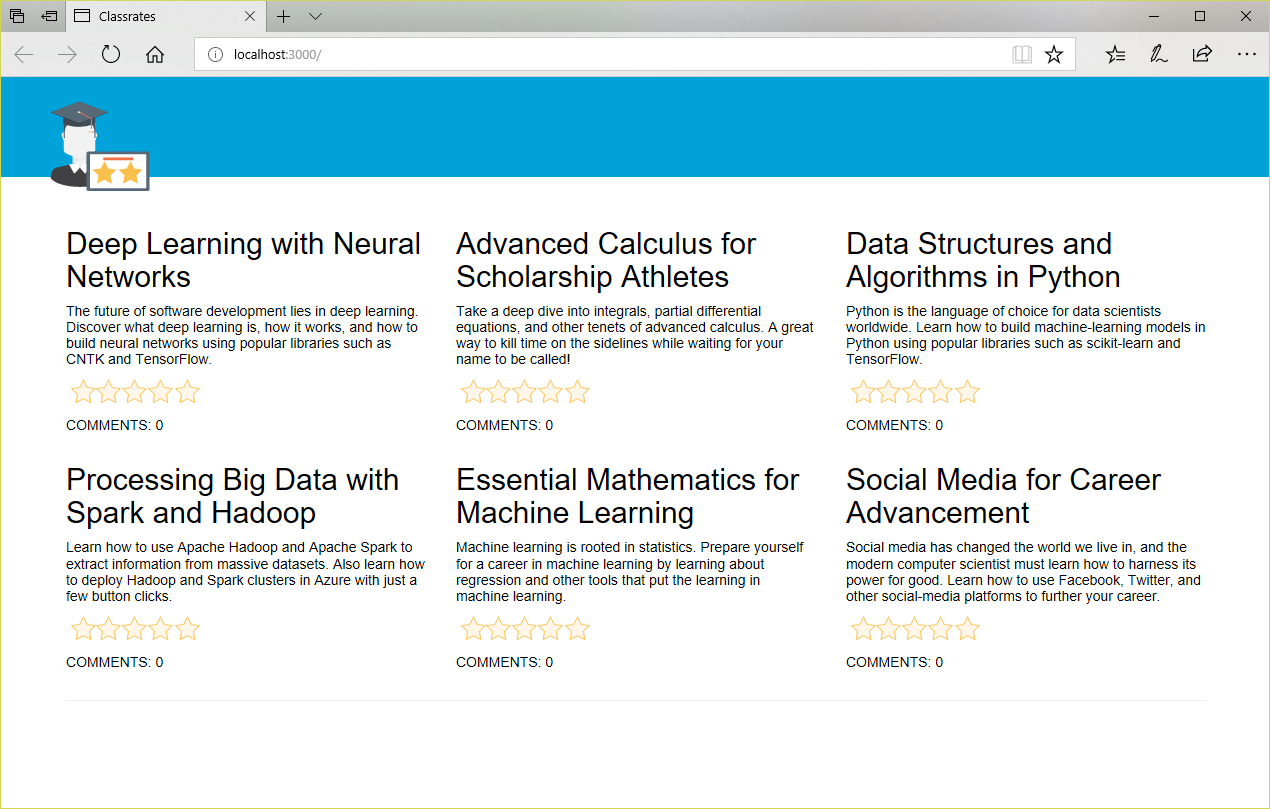 Classrates
localhost:3000/
Deep Learning with Neural
Networks
The future of software development lies in deep learning.
Discover what deep learning is, how it works, and how to
build neural networks using popular libraries such as
CNTK and TensorFlow.
COMMENTS: 0
Advanced Calculus for
Scholarship Athletes
Take a deep dive into integrals, partial differential
equations, and other tenets of advanced calculus. A great
way to kill time on the sidelines while waiting for your
name to be called!
COMMENTS: 0
Data Structures and
Algorithms in Python
Python is the language of choice for data scientists
worldwide. Learn how to build machine-learning models in
Python using popular libraries such as scikit-learn and
TensorFlow.
COMMENTS: 0
Processing Big Data with
Spark and Hadoop
Learn how to use Apache Hadoop and Apache Spark to
extract information from massive datasets. Also learn how
to deploy Hadoop and Spark clusters in Azure with just a
few button clicks.
COMMENTS: 0
Essential Mathematics for
Machine Learning
Machine learning is rooted in statistics. Prepare yourself
for a career in machine learning by learning about
regression and other tools that put the learning in
machine learning.
COMMENTS: 0
Social Media for Career
Advancement
Social media has changed the world we live in, and the
modern computer scientist must learn how to harness its
power for good. Learn how to use Facebook, Twitter, and
other social-media platforms to further your career.
COMMENTS: 0